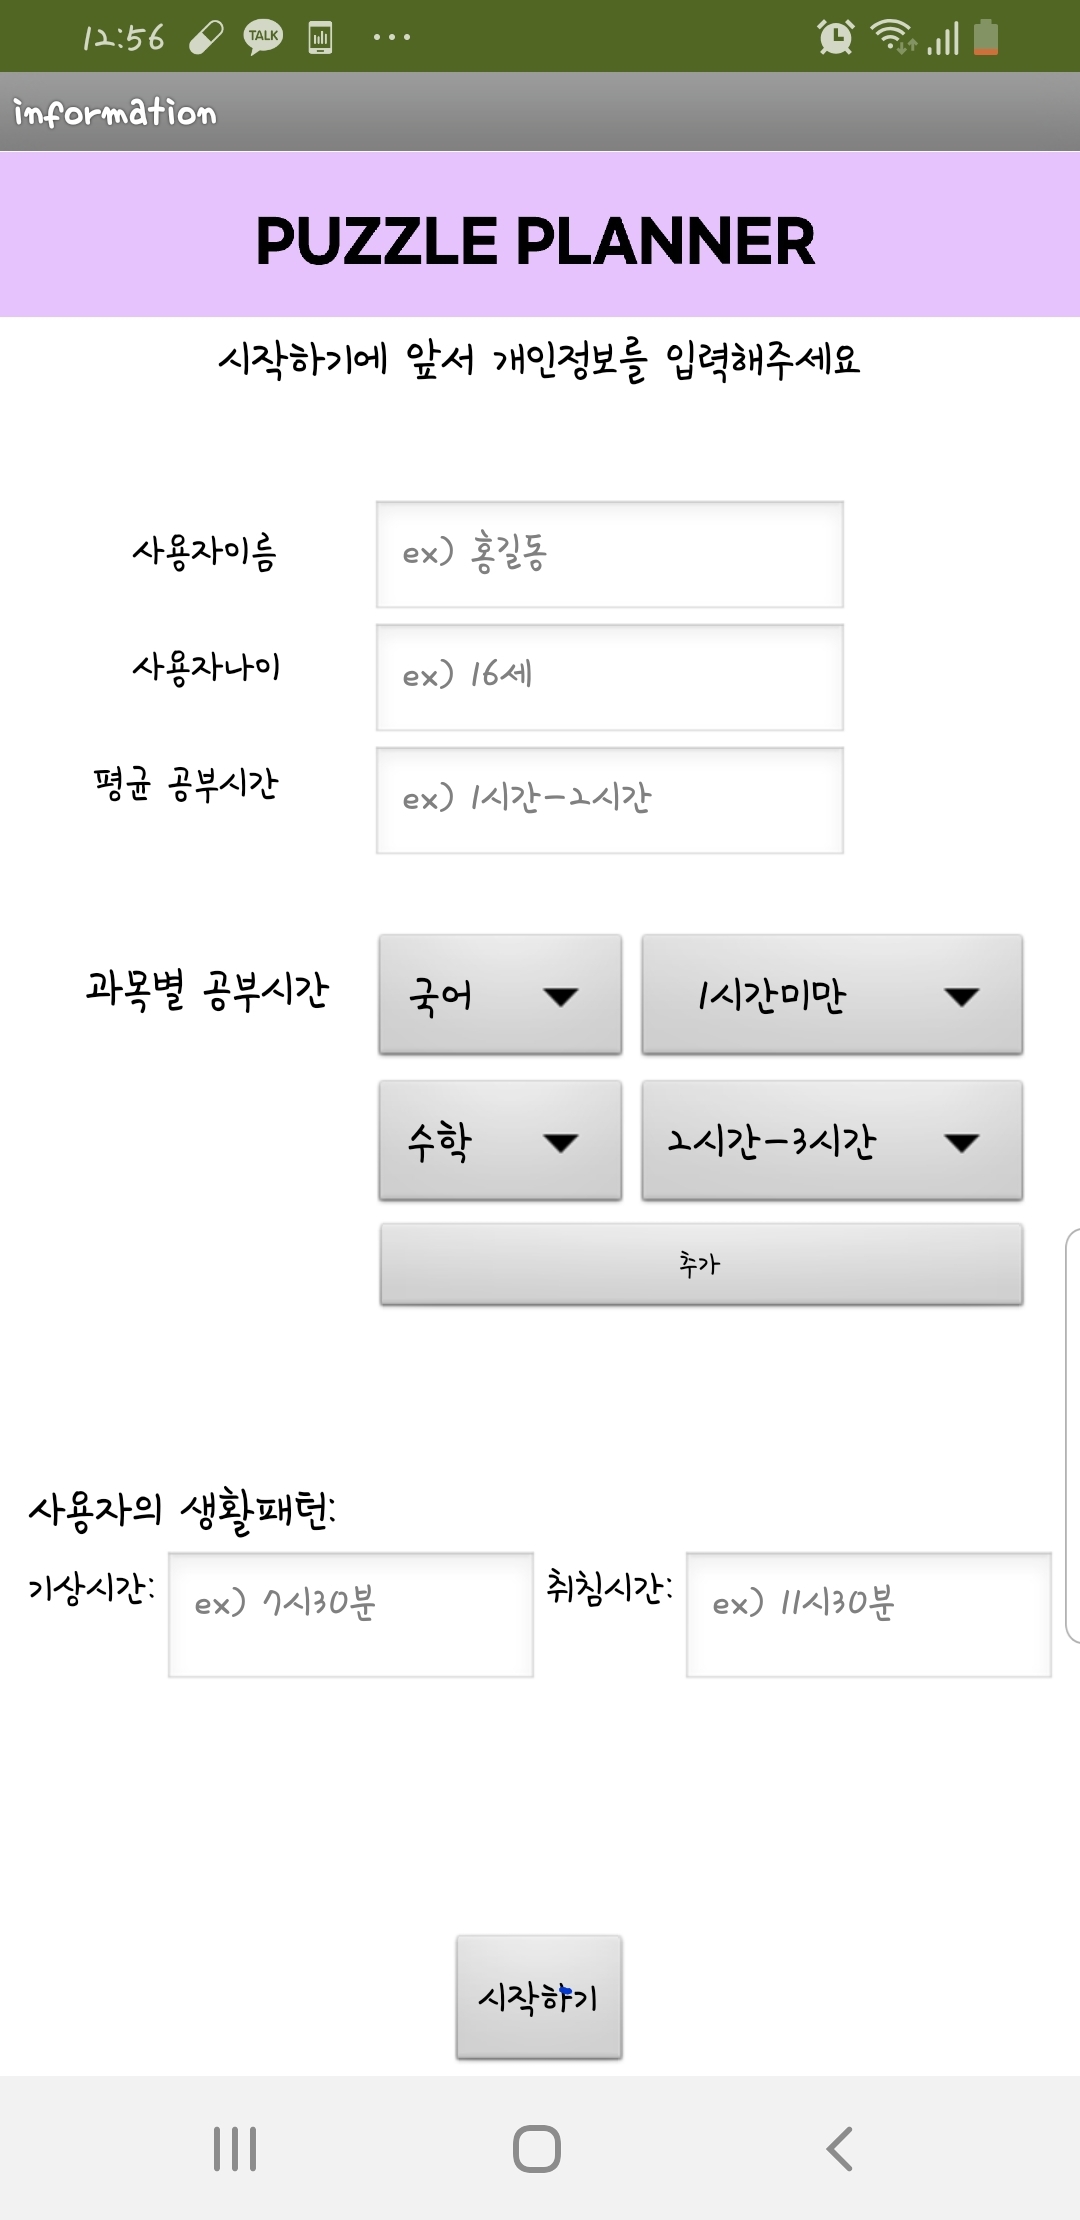 12:56 TALK
information
PUZZLE PLANNER
시작하기에 앞서 개인정보를 입력해주세요
사용자이름 ex) 홍길동
사용자나이 ex) 16세
평균 공부시간 ex) 1시간-2시간
과목별 공부시간 국어 1시간미만
수학 2시간-3시간
추가
사용자의 생활패턴:
기상시간: ex) 7시30분 취침시간: ex) 11시30분
시작하기